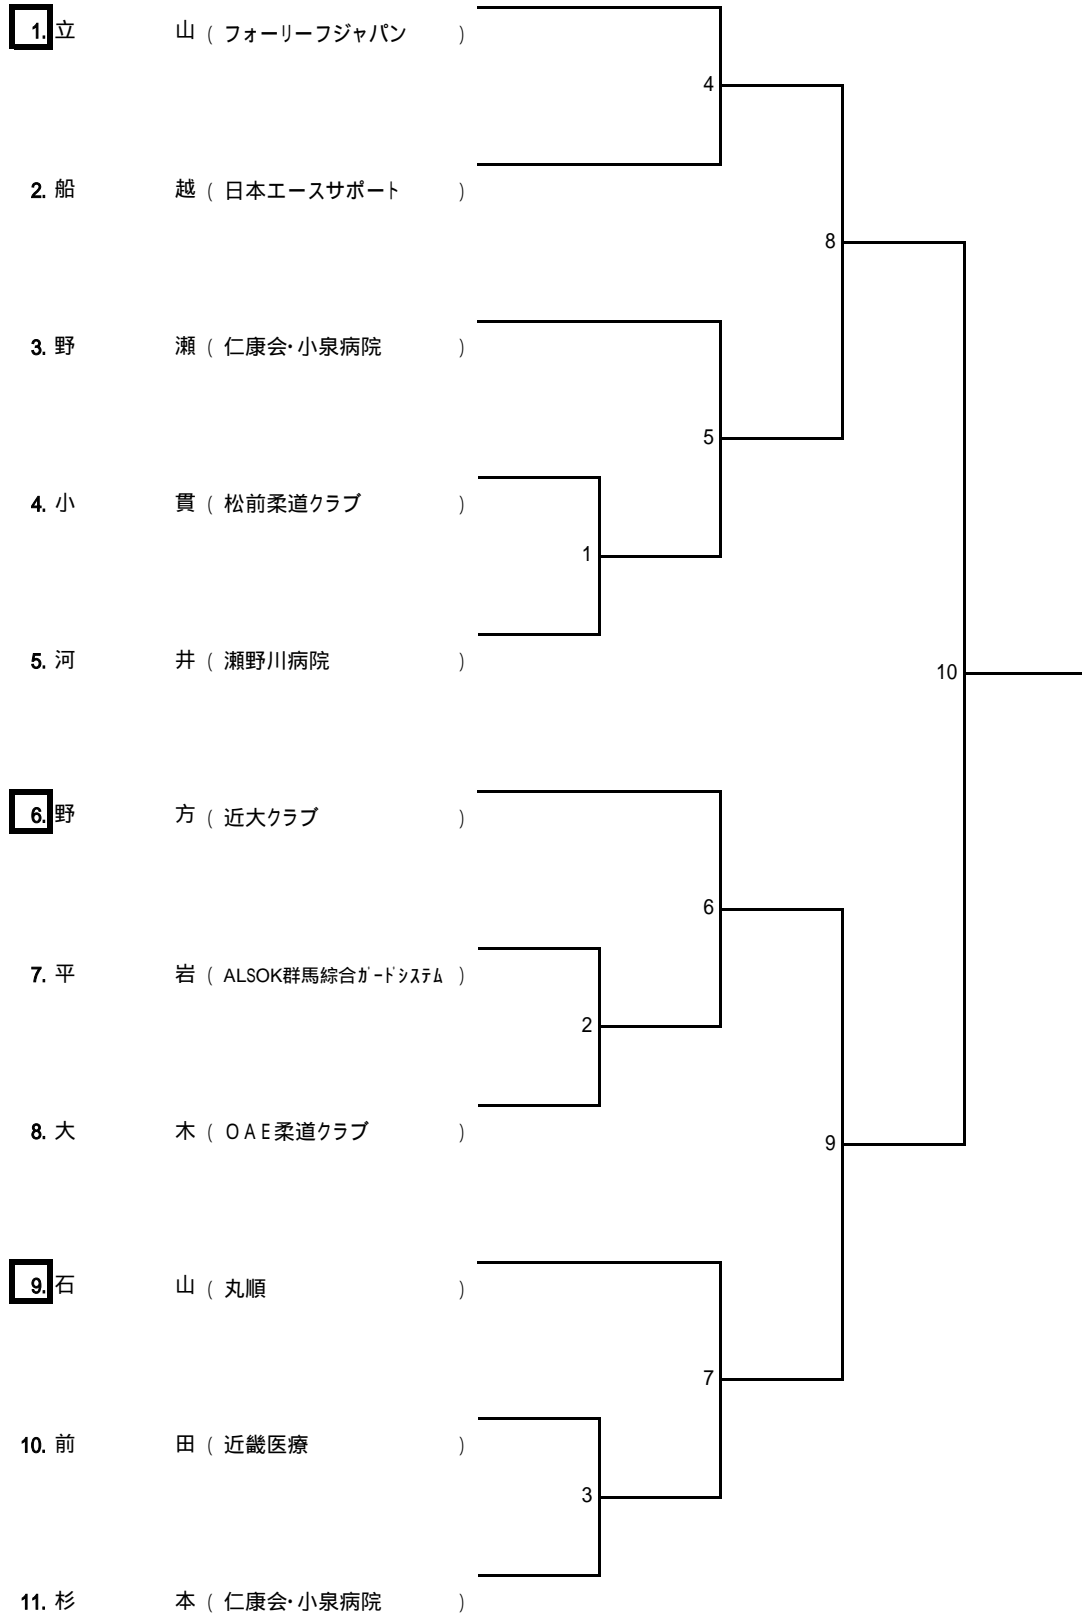 1. 立 山 ( フォーリーフジャパン )
4
2. 船 越 ( 日本エースサポート )
8
3. 野 瀬 ( 仁康会・小泉病院 )
5
4. 小 貫 ( 松前柔道クラブ )
1
5. 河 井 ( 瀬野川病院 )
10
6. 野 方 ( 近大クラブ )
6
7. 平 岩 ( ALSOK群馬綜合ｶﾞｰﾄﾞｼｽﾃﾑ )
2
8. 大 木 ( ＯＡＥ柔道クラブ )
9
9. 石 山 ( 丸順 )
7
10. 前 田 ( 近畿医療 )
3
11. 杉 本 ( 仁康会・小泉病院 )